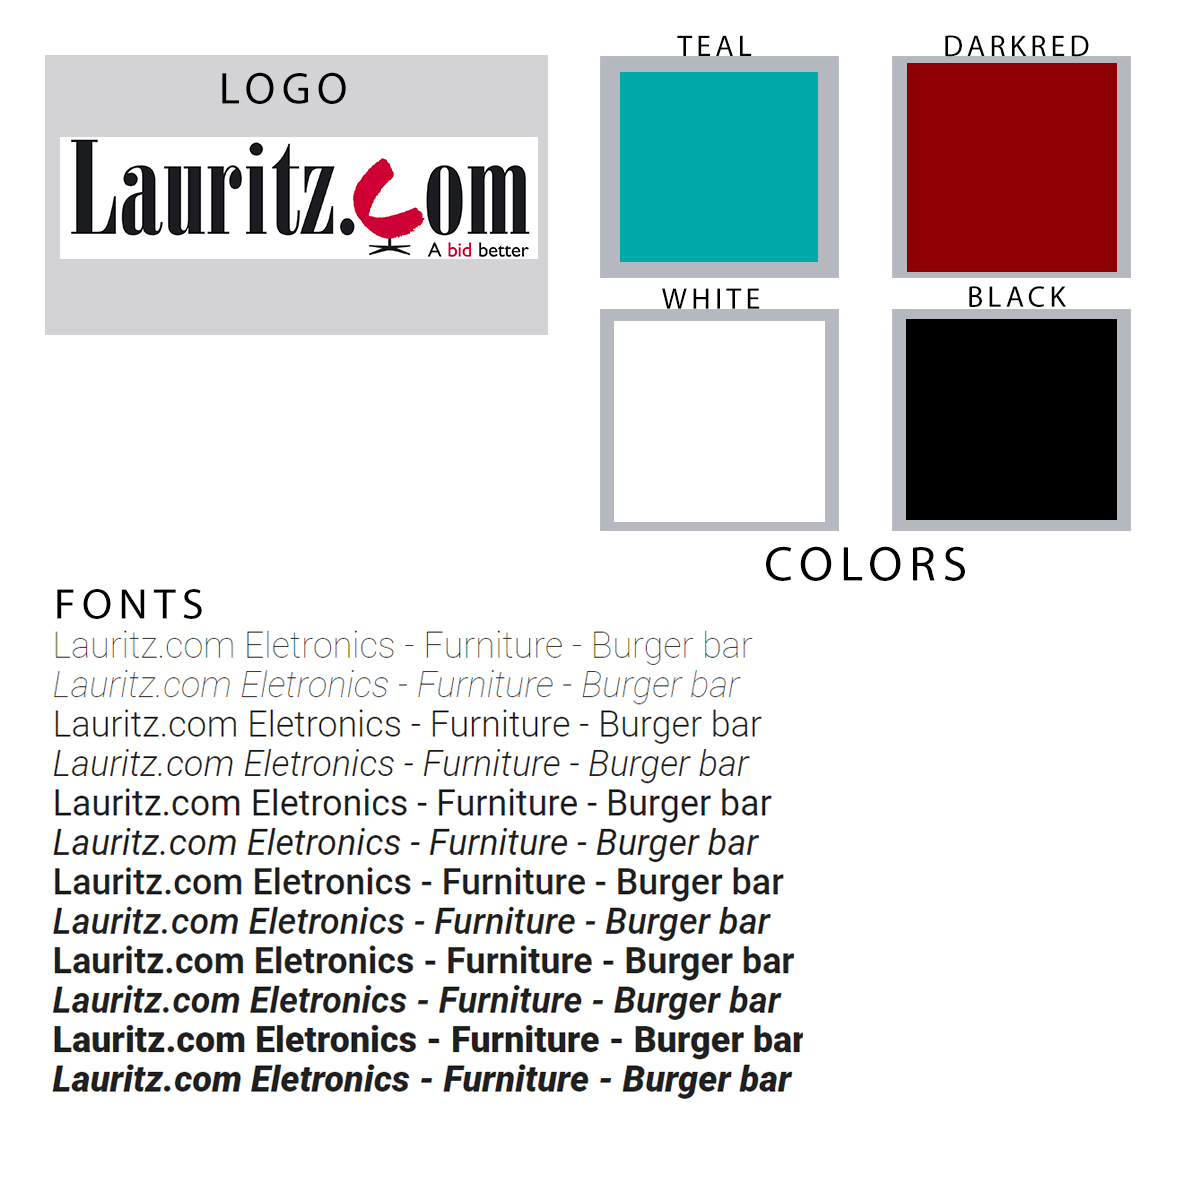 LOGO
Lauritz.com
A bid better
TEAL
DARKRED
WHITE
BLACK
COLORS
FONTS
Lauritz.com Eletronics - Furniture - Burger bar
Lauritz.com Eletronics - Furniture - Burger bar
Lauritz.com Eletronics - Furniture - Burger bar
Lauritz.com Eletronics - Furniture - Burger bar
Lauritz.com Eletronics - Furniture - Burger bar
Lauritz.com Eletronics - Furniture - Burger bar
Lauritz.com Eletronics - Furniture - Burger bar
Lauritz.com Eletronics - Furniture - Burger bar
Lauritz.com Eletronics - Furniture - Burger bar
Lauritz.com Eletronics - Furniture - Burger bar
Lauritz.com Eletronics - Furniture - Burger bar
Lauritz.com Eletronics - Furniture - Burger bar